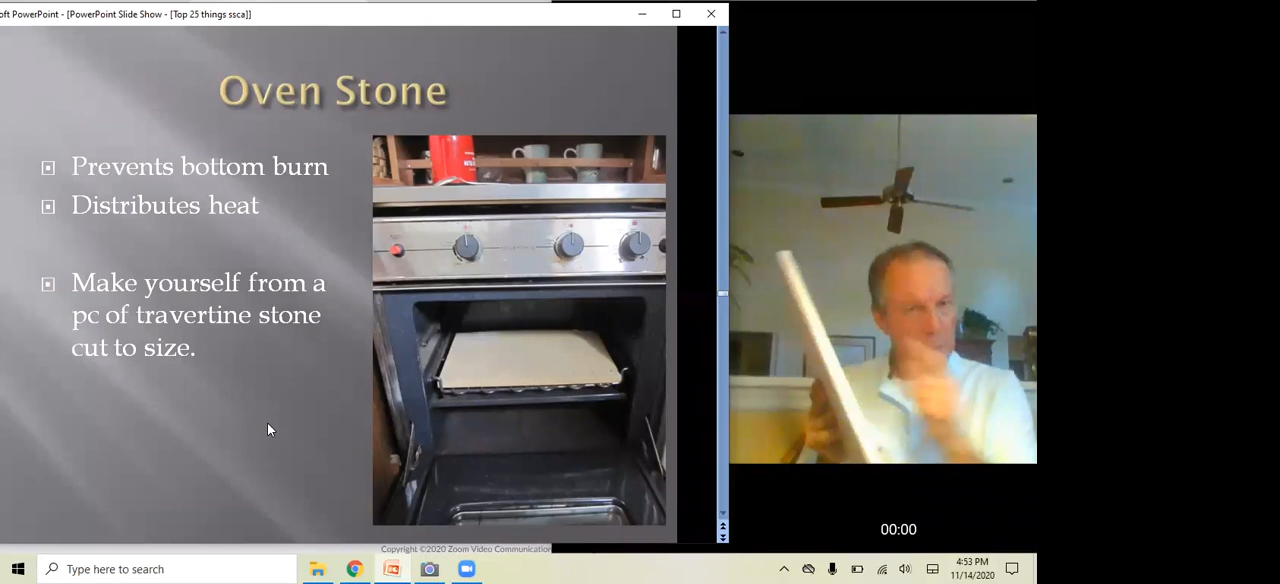 oft PowerPoint - [PowerPoint Slide Show - [Top 25 things ssca]]
Oven Stone
Prevents bottom burn
Distributes heat
Make yourself from a
pc of travertine stone
cut to size.
00:00
Copyright ©2020 Zoom Video Communication
Type here to search
4:53 PM
11/14/2020